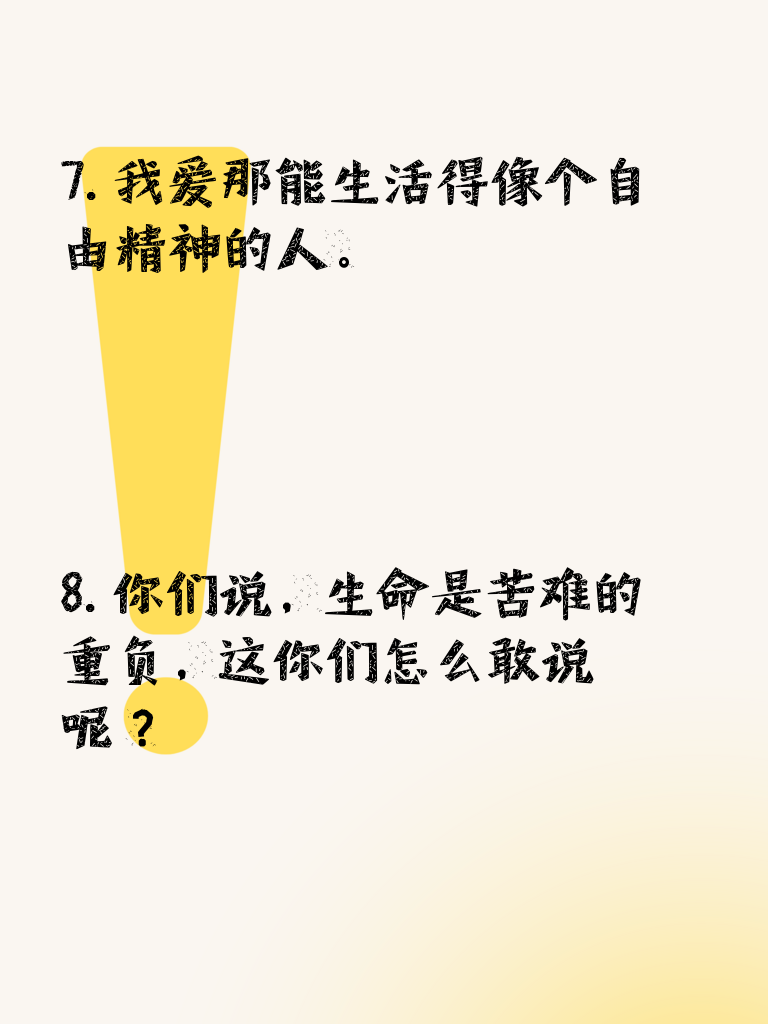 7. 我爱那能生活得像个自
由精神的人。
8. 你们说，生命是苦难的
重负，这你们怎么敢说
呢？